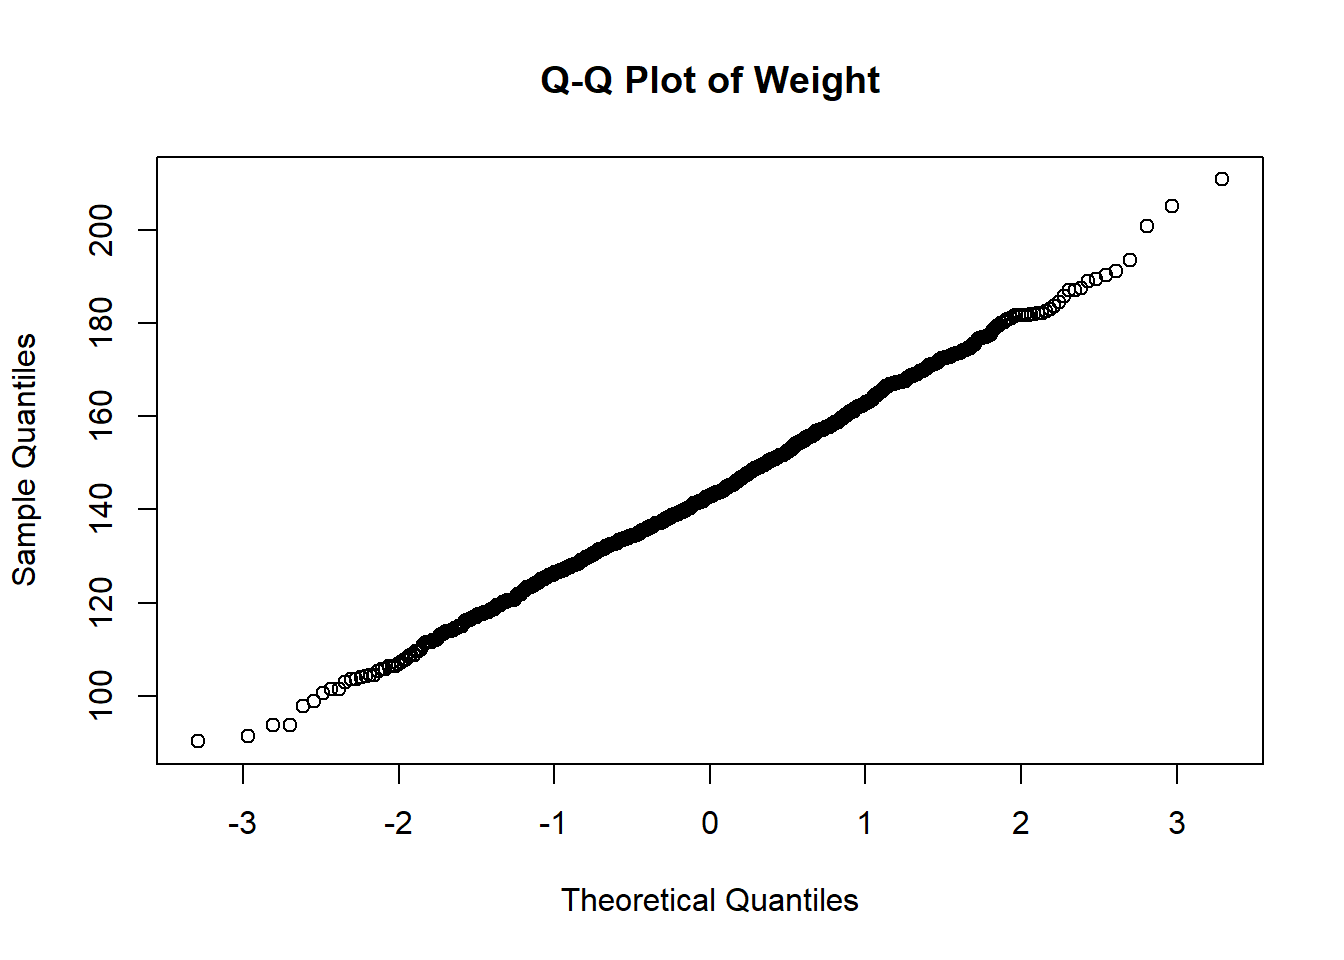 Q-Q Plot of Weight
200
180
160
140
120
100
Sample Quantiles
-3 -2 -1 0 1 2 3
Theoretical Quantiles